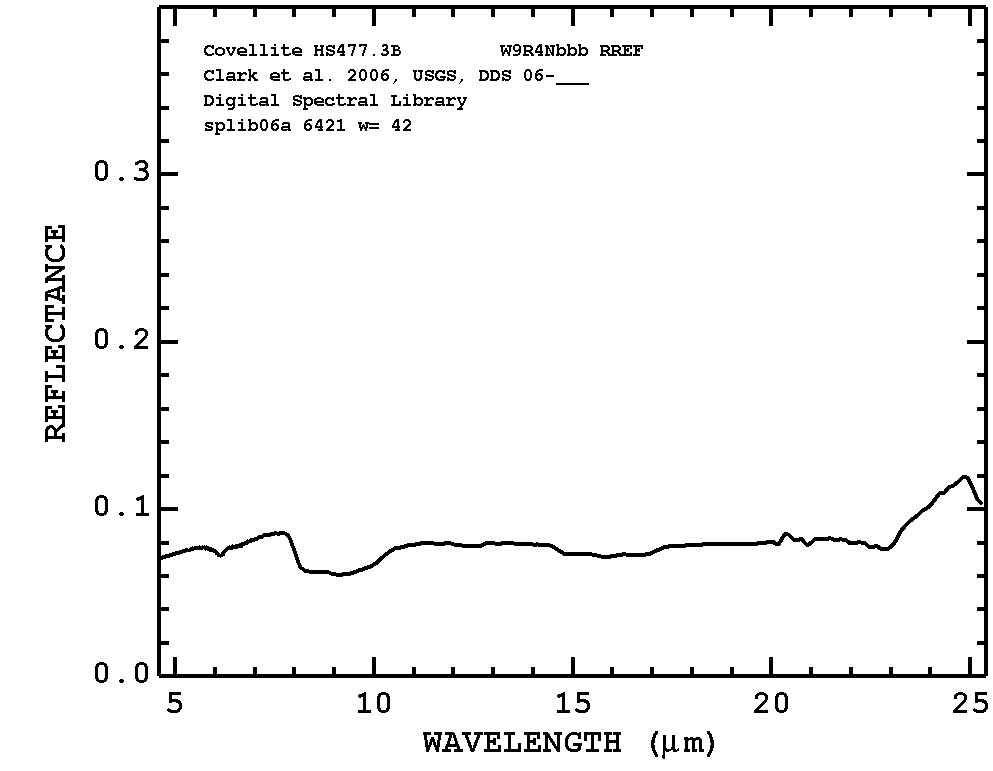 Covellite HS477.3B W9R4Nbbb RREF
Clark et al. 2006, USGS, DDS 06-___
Digital Spectral Library
splib06a 6421 w= 42
0.3
0.2
0.1
0.0
REFLECTANCE
5 10 15 20 25
WAVELENGTH (μm)